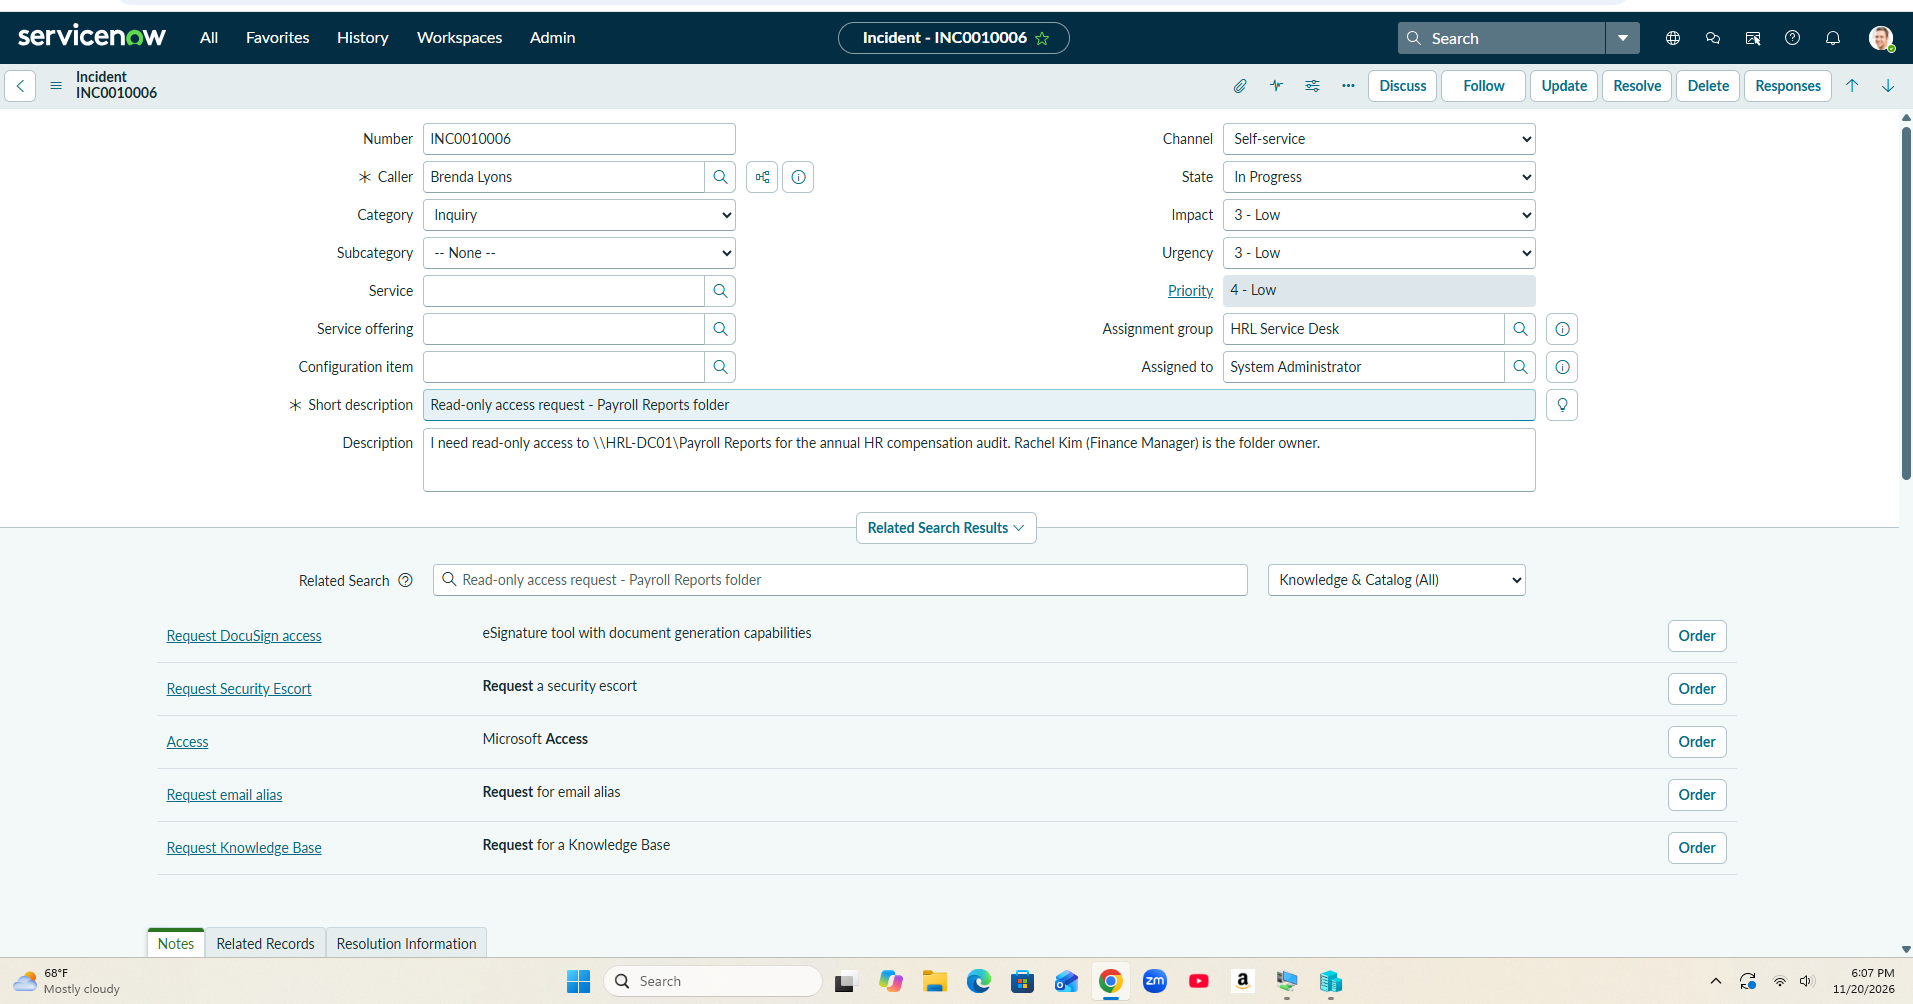 servicenow All Favorites History Workspaces Admin Incident - INC0010006 Search
Incident
INC0010006
Discuss Follow Update Resolve Delete Responses
Number INC0010006 Channel Self-service
Caller Brenda Lyons State In Progress
Category Inquiry Impact 3 - Low
Subcategory -- None -- Urgency 3 - Low
Service Priority 4 - Low
Service offering Assignment group HRL Service Desk
Configuration item Assigned to System Administrator
Short description Read-only access request - Payroll Reports folder
Description I need read-only access to \\HRL-DC01\Payroll Reports for the annual HR compensation audit. Rachel Kim (Finance Manager) is the folder owner.
Related Search Results
Related Search Read-only access request - Payroll Reports folder Knowledge & Catalog (All)
Request DocuSign access eSignature tool with document generation capabilities Order
Request Security Escort Request a security escort Order
Access Microsoft Access Order
Request email alias Request for email alias Order
Request Knowledge Base Request for a Knowledge Base Order
Notes Related Records Resolution Information
68°F
Mostly cloudy
Search
zm
a
6:07 PM
11/20/2026